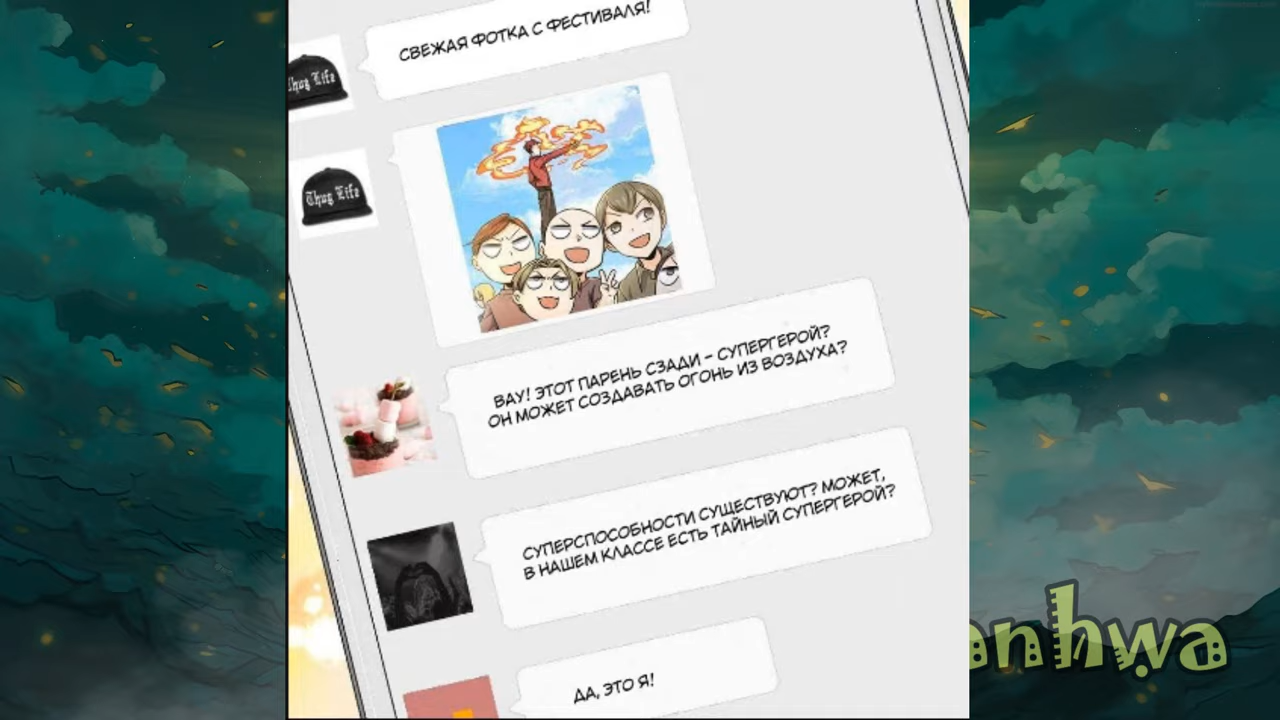 СВЕЖАЯ ФОТКА С ФЕСТИВАЛЯ!
Thug Life
Thug Life
ВАУ! ЭТОТ ПАРЕНЬ СЗАДИ – СУПЕРГЕРОЙ?
ОН МОЖЕТ СОЗДАВАТЬ ОГОНЬ ИЗ ВОЗДУХА?
СУПЕРСПОСОБНОСТИ СУЩЕСТВУЮТ? МОЖЕТ,
В НАШЕМ КЛАССЕ ЕСТЬ ТАЙНЫЙ СУПЕРГЕРОЙ?
anhwa
ДА, ЭТО Я!